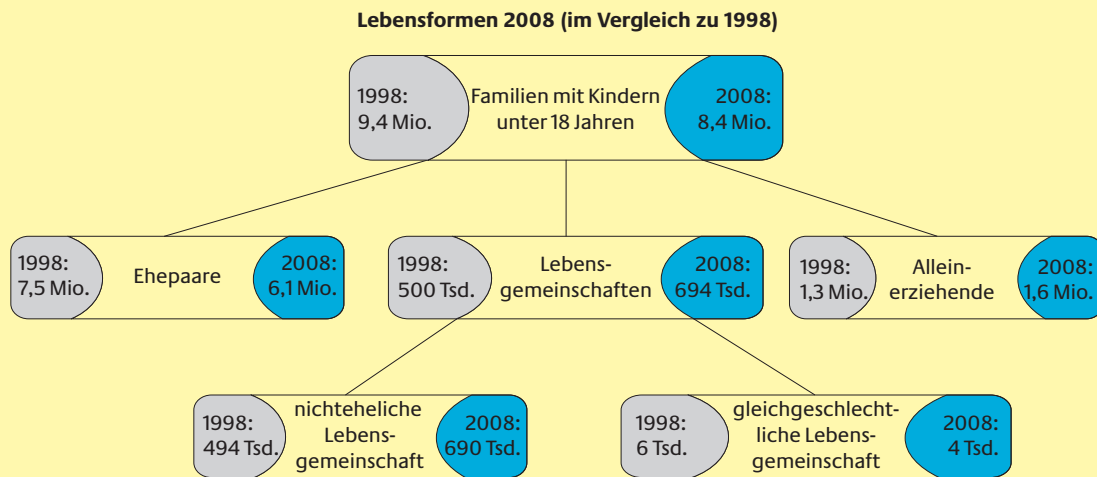 Lebensformen 2008 (im Vergleich zu 1998)
1998:
9,4 Mio.
Familien mit Kindern
unter 18 Jahren
2008:
8,4 Mio.
1998:
7,5 Mio.
Ehepaare
2008:
6,1 Mio.
1998:
500 Tsd.
Lebens-
gemeinschaften
2008:
694 Tsd.
1998:
1,3 Mio.
Allein-
erziehende
2008:
1,6 Mio.
1998:
494 Tsd.
nichteheliche
Lebens-
gemeinschaft
2008:
690 Tsd.
1998:
6 Tsd.
gleichgeschlecht-
liche Lebens-
gemeinschaft
2008:
4 Tsd.